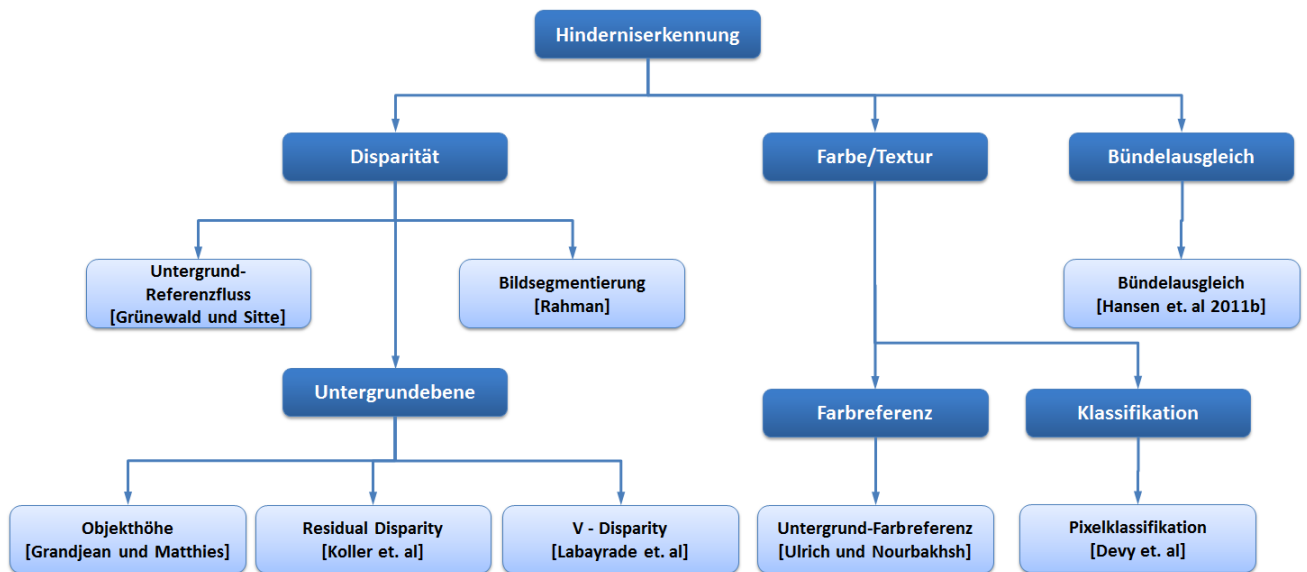 Hinderniserkennung
Disparität
Farbe/Textur
Bündelausgleich
Untergrund-
Referenzfluss
[Grünewald und Sitte]
Bildsegmentierung
[Rahman]
Bündelausgleich
[Hansen et. al 2011b]
Untergrundebene
Farbreferenz
Klassifikation
Objekthöhe
[Grandjean und Matthies]
Residual Disparity
[Koller et. al]
V - Disparity
[Labayrade et. al]
Untergrund-Farbreferenz
[Ulrich und Nourbakhsh]
Pixelklassifikation
[Devy et. al]